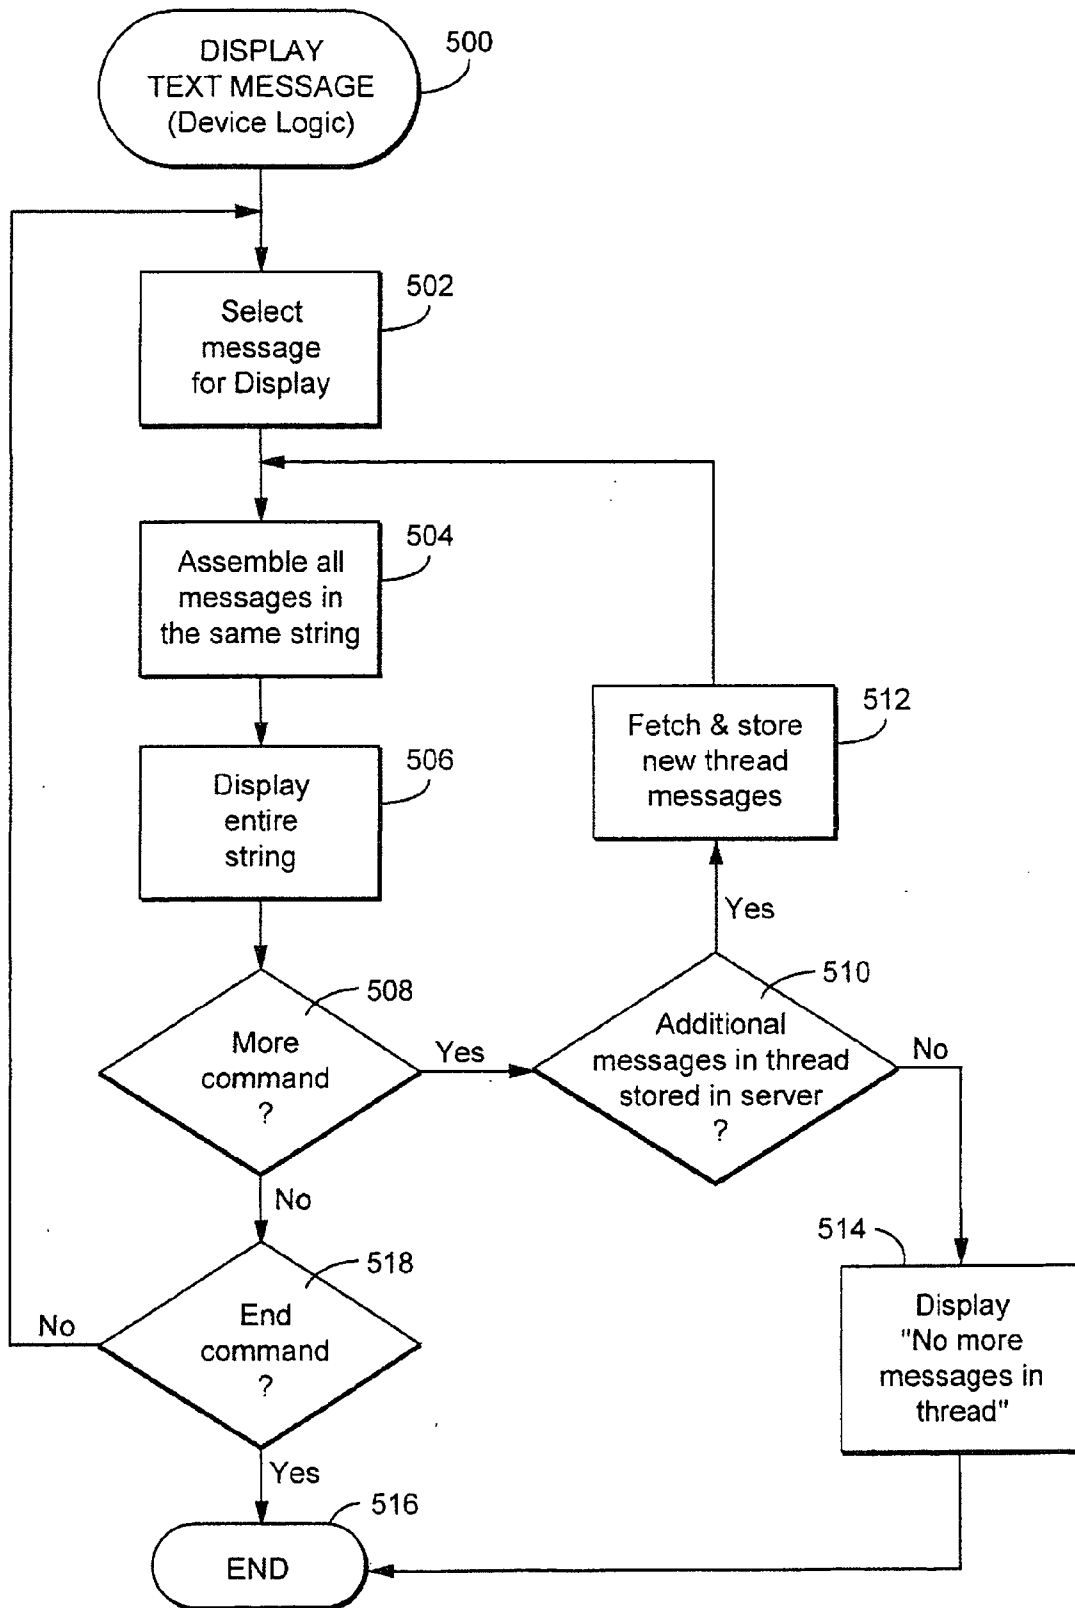 DISPLAY
TEXT MESSAGE
(Device Logic)
500
Select
message
for Display
502
Assemble all
messages in
the same string
504
Display
entire
string
506
Fetch & store
new thread
messages
512
Yes
More
command
?
508
Yes
Additional
messages in thread
stored in server
?
510
No
No
End
command
?
518
No
Display
"No more
messages in
thread"
514
Yes
END
516